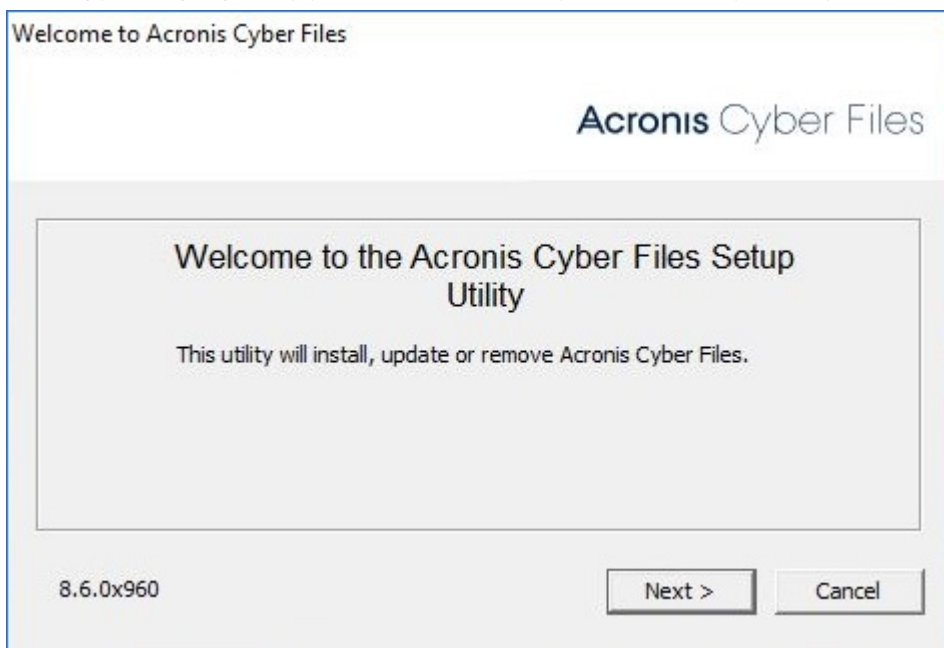 Welcome to Acronis Cyber Files
Acronis Cyber Files
Welcome to the Acronis Cyber Files Setup
Utility
This utility will install, update or remove Acronis Cyber Files.
8.6.0x960
Next >
Cancel